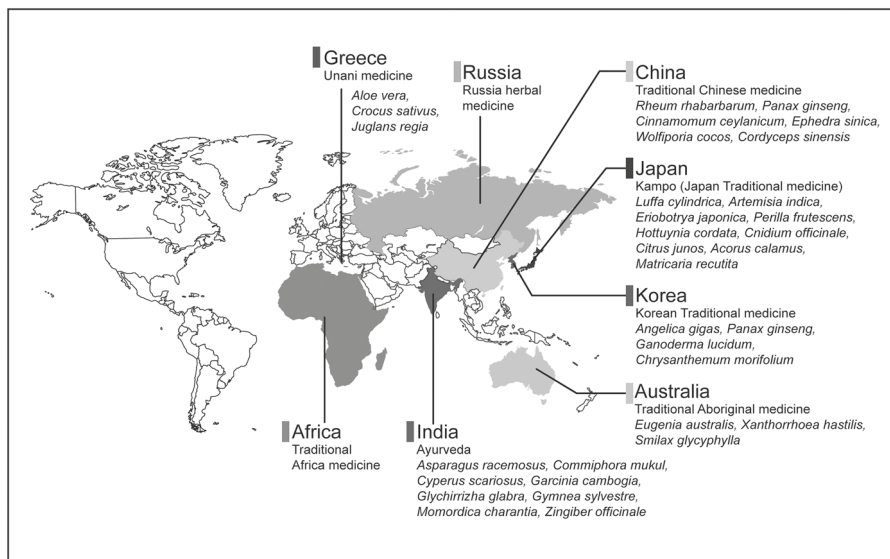 Greece
Unani medicine
Aloe vera,
Crocus sativus,
Juglans regia
Russia
Russia herbal
medicine
China
Traditional Chinese medicine
Rheum rhabarbarum, Panax ginseng,
Cinnamomum ceylanicum, Ephedra sinica,
Wolfiporia cocos, Cordyceps sinensis
Japan
Kampo (Japan Traditional medicine)
Luffa cylindrica, Artemisia indica,
Eriobotrya japonica, Perilla frutescens,
Hottuynia cordata, Cnidium officinale,
Citrus junos, Acorus calamus,
Matricaria recutita
Korea
Korean Traditional medicine
Angelica gigas, Panax ginseng,
Ganoderma lucidum,
Chrysanthemum morifolium
Australia
Traditional Aboriginal medicine
Eugenia australis, Xanthorrhoea hastilis,
Smilax glycyphylla
Africa
Traditional
Africa medicine
India
Ayurveda
Asparagus racemosus, Commiphora mukul,
Cyperus scariosus, Garcinia cambogia,
Glychirrhiza glabra, Gymnea sylvestre,
Momordica charantia, Zingiber officinale